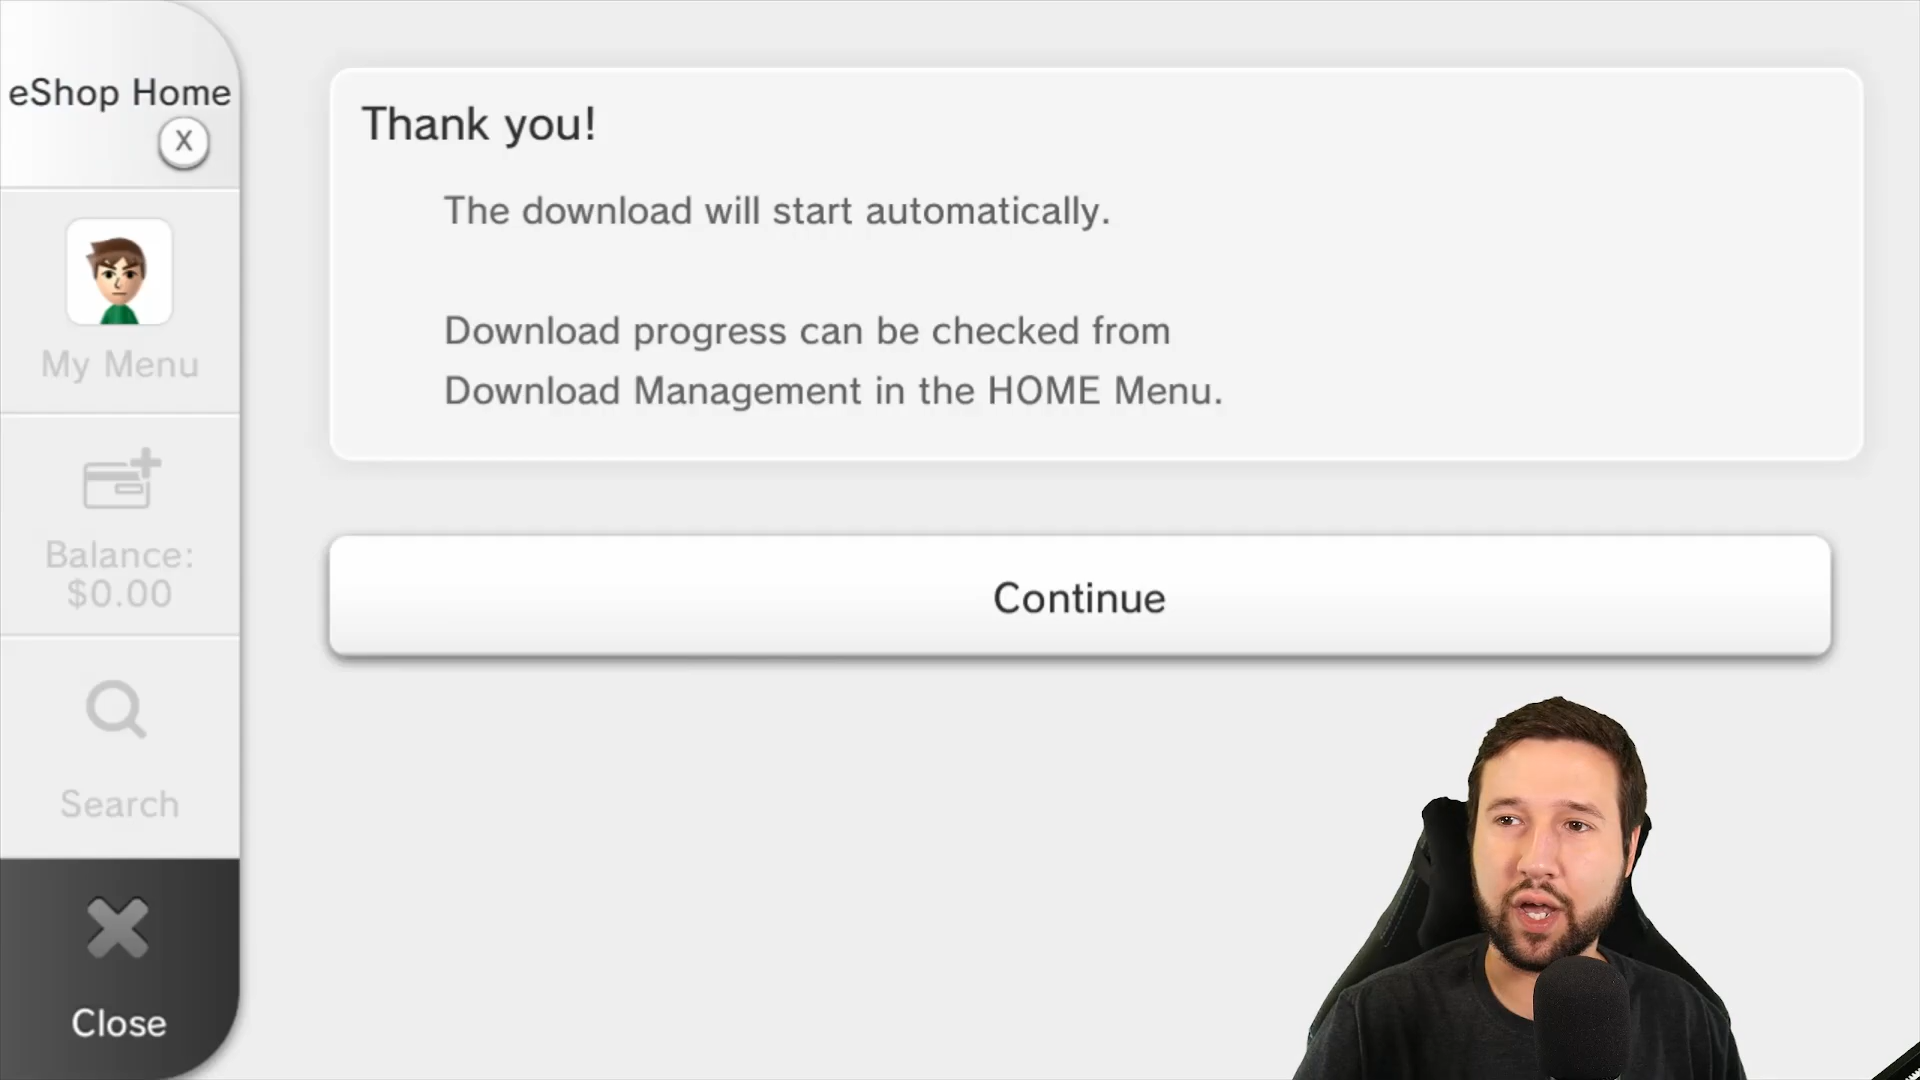 eShop Home
X
My Menu
Balance:
$0.00
Search
Close
Thank you!
The download will start automatically.
Download progress can be checked from
Download Management in the HOME Menu.
Continue